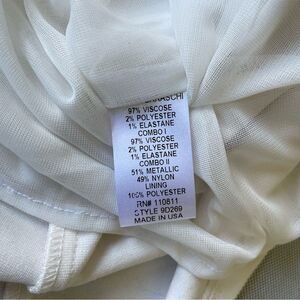 97% VISCOSE
2% POLYESTER
1% ELASTANE
COMBO I
97% VISCOSE
2% POLYESTER
1% ELASTANE
COMBO II
51% METALLIC
49% NYLON
LINING
100% POLYESTER
RN# 110811
STYLE 9D269
MADE IN USA